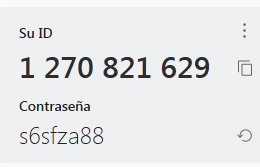 Su ID
1 270 821 629
Contraseña
s6sfza88